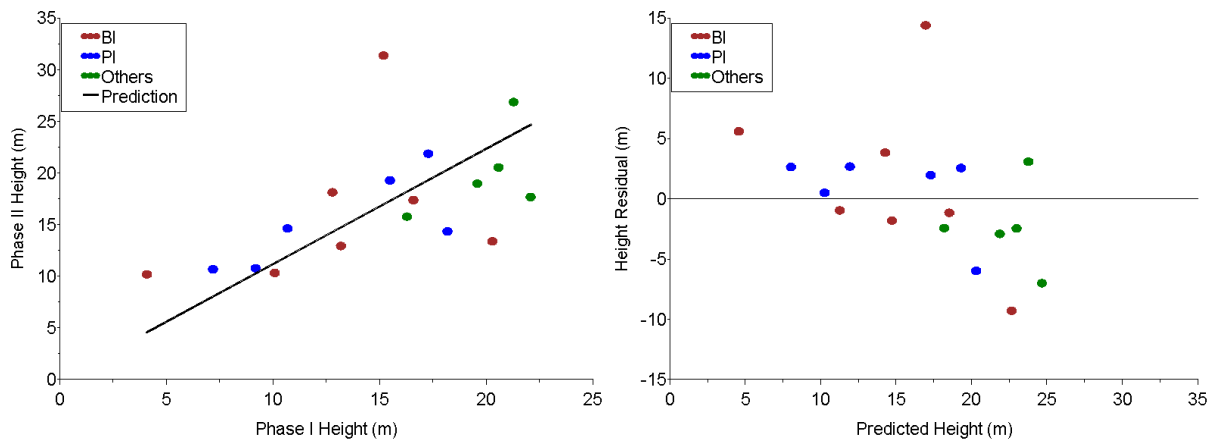 35
30
25
20
15
10
5
0
Phase II Height (m)
BI
PI
Others
Prediction
0 5 10 15 20 25
Phase I Height (m)
15
10
5
0
-5
-10
-15
Height Residual (m)
BI
PI
Others
0 5 10 15 20 25 30 35
Predicted Height (m)